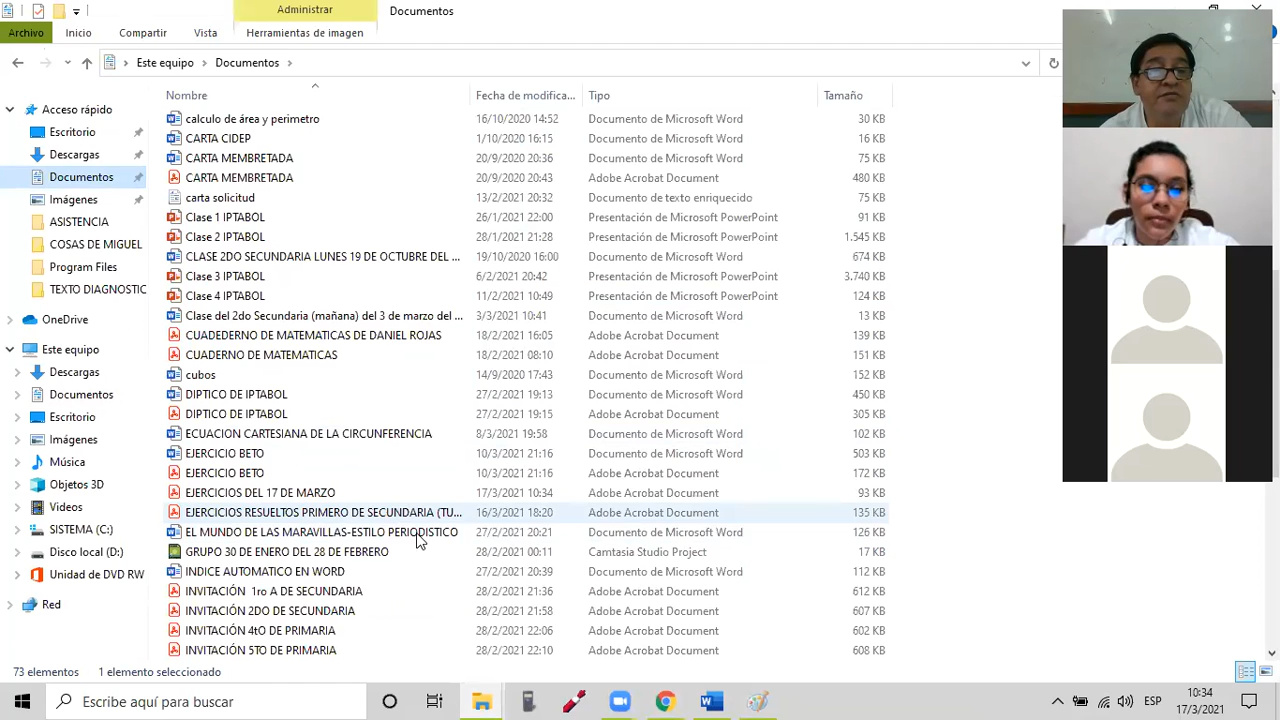 Administrar
Documentos
Archivo
Inicio
Compartir
Vista
Herramientas de imagen
Este equipo
Documentos
Nombre
Fecha de modifica...
Tipo
Tamaño
Acceso rápido
Escritorio
Descargas
Documentos
Imágenes
ASISTENCIA
COSAS DE MIGUEL
Program Files
TEXTO DIAGNOSTIC
OneDrive
Este equipo
Descargas
Documentos
Escritorio
Imágenes
Música
Objetos 3D
Videos
SISTEMA (C:)
Disco local (D:)
Unidad de DVD RW
Red
calculo de área y perimetro 16/10/2020 14:52 Documento de Microsoft Word 30 KB
CARTA CIDEP 1/10/2020 16:15 Documento de Microsoft Word 16 KB
CARTA MEMBRETADA 20/9/2020 20:36 Documento de Microsoft Word 75 KB
CARTA MEMBRETADA 20/9/2020 20:43 Adobe Acrobat Document 480 KB
carta solicitud 13/2/2021 20:32 Documento de texto enriquecido 75 KB
Clase 1 IPTABOL 26/1/2021 22:00 Presentación de Microsoft PowerPoint 91 KB
Clase 2 IPTABOL 28/1/2021 21:28 Presentación de Microsoft PowerPoint 1.545 KB
CLASE 2DO SECUNDARIA LUNES 19 DE OCTUBRE DEL ... 19/10/2020 16:00 Documento de Microsoft Word 674 KB
Clase 3 IPTABOL 6/2/2021 20:42 Presentación de Microsoft PowerPoint 3.740 KB
Clase 4 IPTABOL 11/2/2021 10:49 Presentación de Microsoft PowerPoint 124 KB
Clase del 2do Secundaria (mañana) del 3 de marzo del ... 3/3/2021 10:41 Documento de Microsoft Word 13 KB
CUADEDERNO DE MATEMATICAS DE DANIEL ROJAS 18/2/2021 16:05 Adobe Acrobat Document 139 KB
CUADERNO DE MATEMATICAS 18/2/2021 08:10 Adobe Acrobat Document 151 KB
cubos 14/9/2020 17:43 Documento de Microsoft Word 152 KB
DIPTICO DE IPTABOL 27/2/2021 19:13 Documento de Microsoft Word 450 KB
DIPTICO DE IPTABOL 27/2/2021 19:15 Adobe Acrobat Document 305 KB
ECUACION CARTESIANA DE LA CIRCUNFERENCIA 8/3/2021 19:58 Documento de Microsoft Word 102 KB
EJERCICIO BETO 10/3/2021 21:16 Documento de Microsoft Word 503 KB
EJERCICIO BETO 10/3/2021 21:16 Adobe Acrobat Document 172 KB
EJERCICIOS DEL 17 DE MARZO 17/3/2021 10:34 Adobe Acrobat Document 93 KB
EJERCICIOS RESUELTOS PRIMERO DE SECUNDARIA (TU... 16/3/2021 18:20 Adobe Acrobat Document 135 KB
EL MUNDO DE LAS MARAVILLAS-ESTILO PERIODISTICO 27/2/2021 20:21 Documento de Microsoft Word 126 KB
GRUPO 30 DE ENERO DEL 28 DE FEBRERO 28/2/2021 00:11 Camtasia Studio Project 17 KB
INDICE AUTOMATICO EN WORD 27/2/2021 20:39 Documento de Microsoft Word 112 KB
INVITACIÓN 1ro A DE SECUNDARIA 28/2/2021 21:36 Adobe Acrobat Document 612 KB
INVITACIÓN 2DO DE SECUNDARIA 28/2/2021 21:58 Adobe Acrobat Document 607 KB
INVITACIÓN 4tO DE PRIMARIA 28/2/2021 22:06 Adobe Acrobat Document 602 KB
INVITACIÓN 5TO DE PRIMARIA 28/2/2021 22:10 Adobe Acrobat Document 608 KB
73 elementos
1 elemento seleccionado
Escribe aquí para buscar
ESP
10:34
17/3/2021